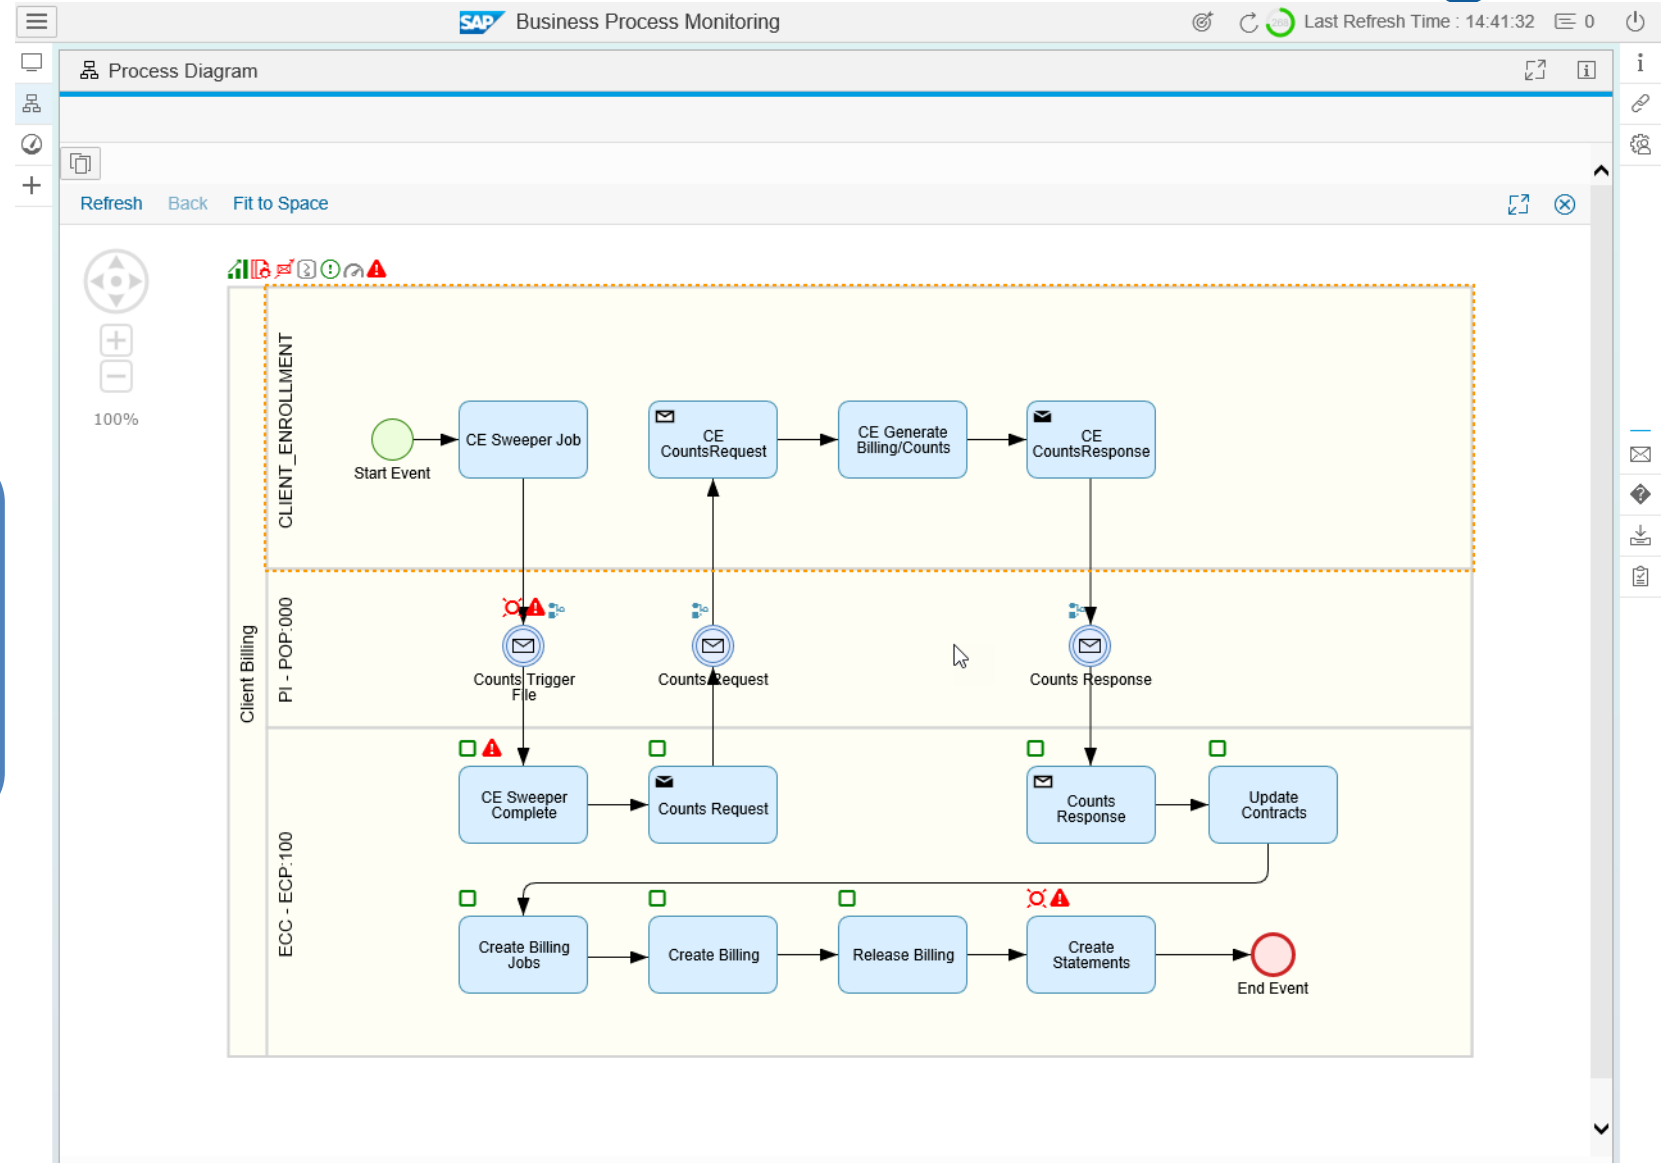 SAP Business Process Monitoring
268 Last Refresh Time : 14:41:32 0
Process Diagram
Refresh Back Fit to Space
100%
Client Billing
CLIENT_ENROLLMENT
Start Event
CE Sweeper Job
CE
CountsRequest
CE Generate
Billing/Counts
CE
CountsResponse
PI - POP:000
Counts Trigger
File
Counts Request
Counts Response
ECC - ECP:100
CE Sweeper
Complete
Counts Request
Counts
Response
Update
Contracts
Create Billing
Jobs
Create Billing
Release Billing
Create
Statements
End Event